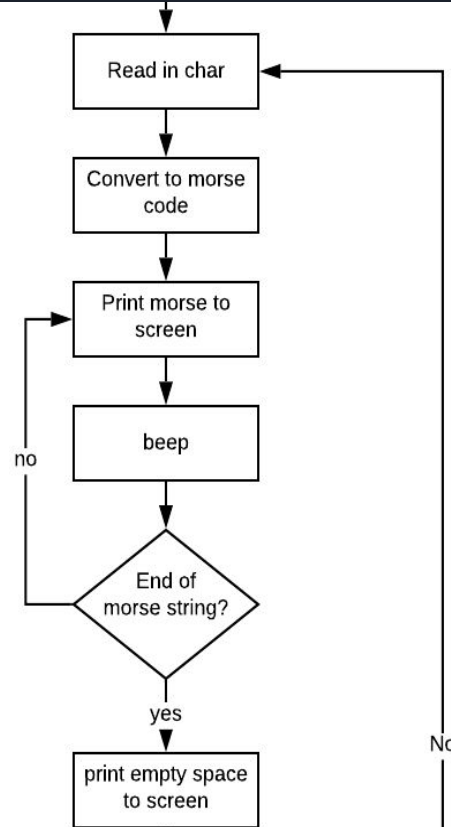 Read in char
Convert to morse
code
Print morse to
screen
beep
no
End of
morse string?
yes
No
print empty space
to screen